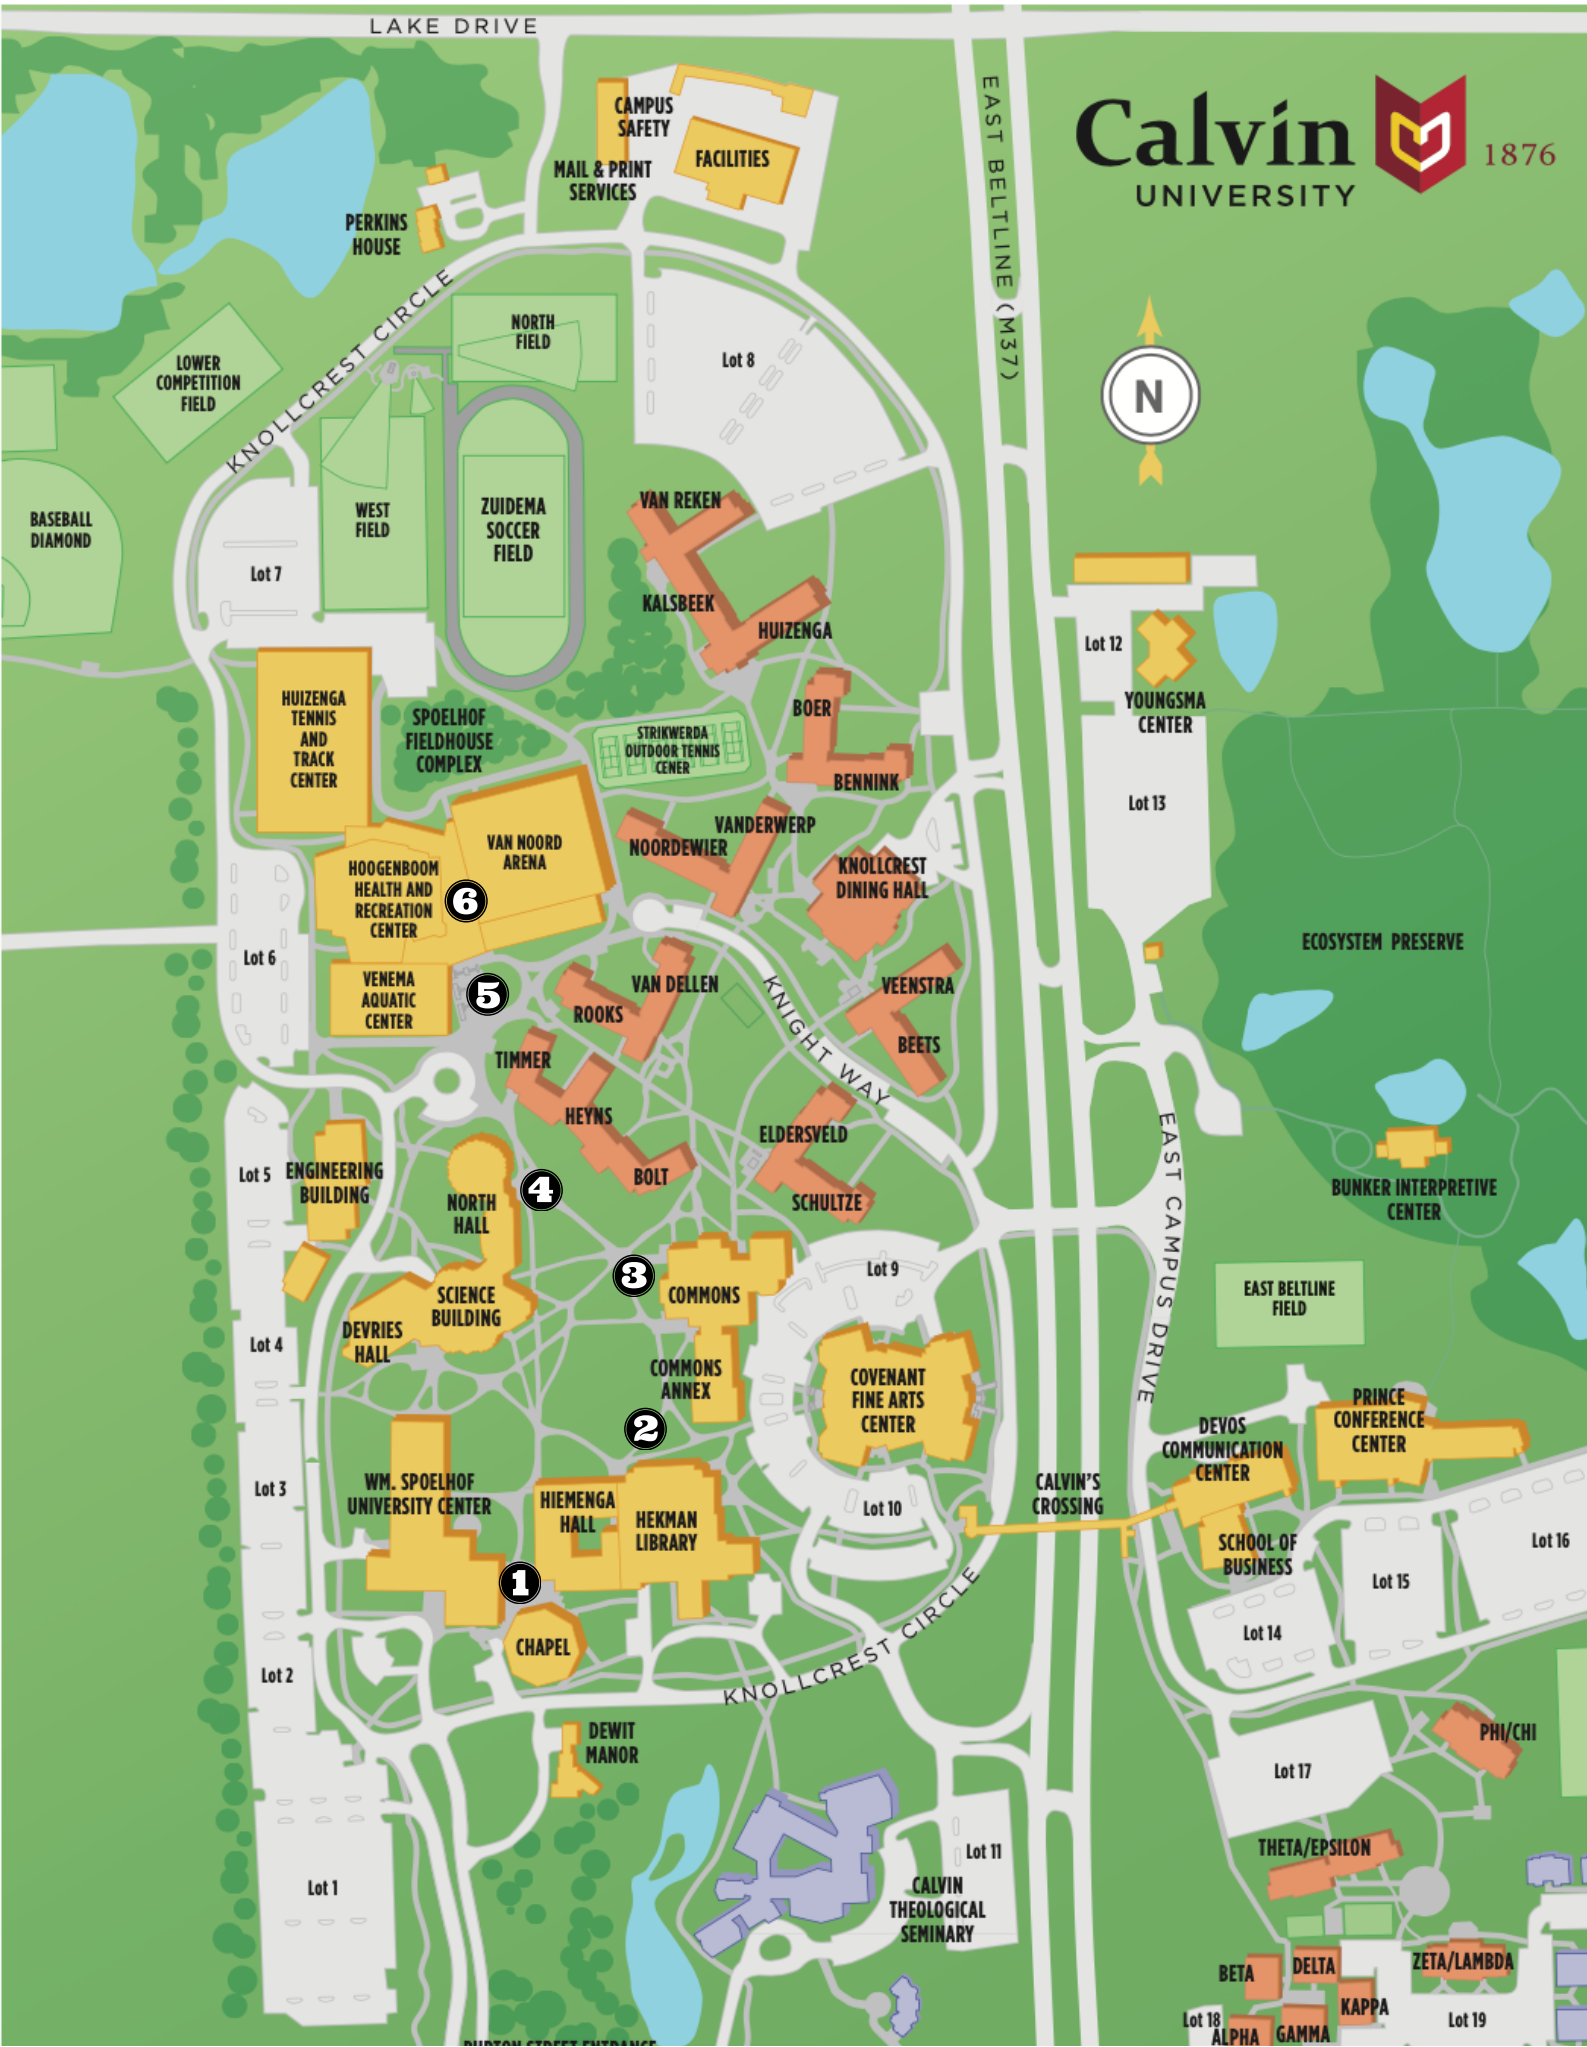 LAKE DRIVE
EAST BELTLINE (M37)
Calvin
UNIVERSITY
1876
CAMPUS
SAFETY
MAIL & PRINT
SERVICES
FACILITIES
PERKINS
HOUSE
KNOLLCREST CIRCLE
NORTH
FIELD
LOWER
COMPETITION
FIELD
Lot 8
N
BASEBALL
DIAMOND
WEST
FIELD
ZUIDEMA
SOCCER
FIELD
VAN REKEN
Lot 7
KALSBEEK
HUIZENGA
Lot 12
YOUNGSMA
CENTER
HUIZENGA
TENNIS
AND
TRACK
CENTER
SPOELHOF
FIELDHOUSE
COMPLEX
STRIKWERDA
OUTDOOR TENNIS
CENER
BOER
BENNINK
Lot 13
VAN NOORD
ARENA
NOORDEWIER
VANDERWERP
KNOLLCREST
DINING HALL
HOOGENBOOM
HEALTH AND
RECREATION
CENTER
6
ECOSYSTEM PRESERVE
Lot 6
VENEMA
AQUATIC
CENTER
5
ROOKS
VAN DELLEN
KNIGHT WAY
VEENSTRA
BEETS
TIMMER
HEYNS
BOLT
ELDERSVELD
SCHULTZE
EAST CAMPUS DRIVE
Lot 5
ENGINEERING
BUILDING
NORTH
HALL
4
BUNKER INTERPRETIVE
CENTER
3
COMMONS
Lot 9
EAST BELTLINE
FIELD
SCIENCE
BUILDING
DEVRIES
HALL
Lot 4
COMMONS
ANNEX
COVENANT
FINE ARTS
CENTER
2
DEVOS
COMMUNICATION
CENTER
PRINCE
CONFERENCE
CENTER
Lot 3
WM. SPOELHOF
UNIVERSITY CENTER
HIEMENGA
HALL
HEKMAN
LIBRARY
Lot 10
CALVIN'S
CROSSING
SCHOOL OF
BUSINESS
Lot 16
Lot 15
1
CHAPEL
Lot 14
Lot 2
KNOLLCREST CIRCLE
DEWIT
MANOR
PHI/CHI
Lot 17
Lot 1
Lot 11
CALVIN
THEOLOGICAL
SEMINARY
THETA/EPSILON
BETA
DELTA
ZETA/LAMBDA
KAPPA
Lot 18
ALPHA
GAMMA
Lot 19
BURTON STREET ENTRANCE